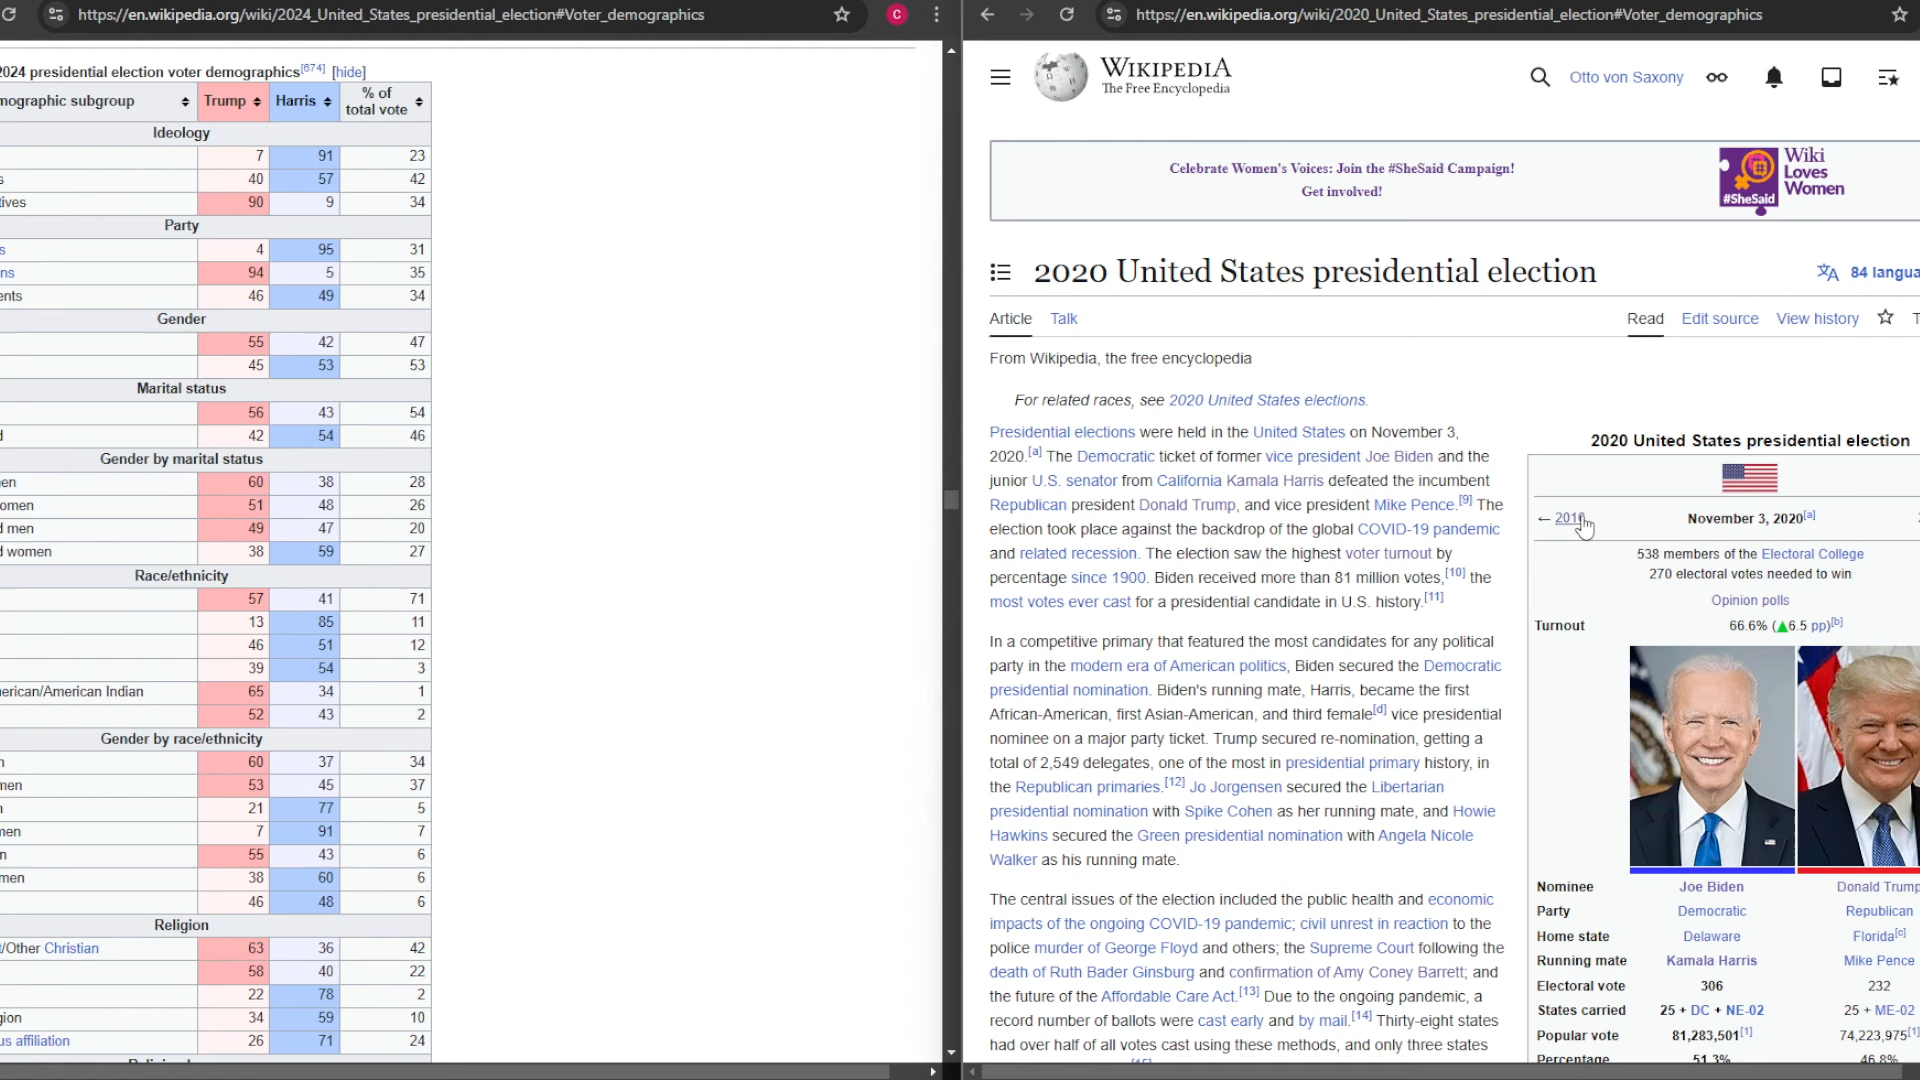 https://en.wikipedia.org/wiki/2024_United_States_presidential_election#Voter_demographics
C
024 presidential election voter demographics[674] [hide]
mographic subgroup Trump Harris % of total vote
Ideology
7 91 23
s 40 57 42
tives 90 9 34
Party
s 4 95 31
ns 94 5 35
ents 46 49 34
Gender
55 42 47
45 53 53
Marital status
56 43 54
d 42 54 46
Gender by marital status
en 60 38 28
omen 51 48 26
d men 49 47 20
d women 38 59 27
Race/ethnicity
57 41 71
13 85 11
46 51 12
39 54 3
erican/American Indian 65 34 1
52 43 2
Gender by race/ethnicity
n 60 37 34
men 53 45 37
n 21 77 5
men 7 91 7
n 55 43 6
men 38 60 6
46 48 6
Religion
t/Other Christian 63 36 42
58 40 22
22 78 2
gion 34 59 10
us affiliation 26 71 24
https://en.wikipedia.org/wiki/2020_United_States_presidential_election#Voter_demographics
WIKIPEDIA
The Free Encyclopedia
Otto von Saxony
Celebrate Women's Voices: Join the #SheSaid Campaign!
Get involved!
#SheSaid
Wiki
Loves
Women
2020 United States presidential election
84 langua
Article Talk
Read Edit source View history T
From Wikipedia, the free encyclopedia
For related races, see 2020 United States elections.
Presidential elections were held in the United States on November 3,
2020.[a] The Democratic ticket of former vice president Joe Biden and the
junior U.S. senator from California Kamala Harris defeated the incumbent
Republican president Donald Trump, and vice president Mike Pence.[9] The
election took place against the backdrop of the global COVID-19 pandemic
and related recession. The election saw the highest voter turnout by
percentage since 1900. Biden received more than 81 million votes,[10] the
most votes ever cast for a presidential candidate in U.S. history.[11]
In a competitive primary that featured the most candidates for any political
party in the modern era of American politics, Biden secured the Democratic
presidential nomination. Biden's running mate, Harris, became the first
African-American, first Asian-American, and third female[d] vice presidential
nominee on a major party ticket. Trump secured re-nomination, getting a
total of 2,549 delegates, one of the most in presidential primary history, in
the Republican primaries.[12] Jo Jorgensen secured the Libertarian
presidential nomination with Spike Cohen as her running mate, and Howie
Hawkins secured the Green presidential nomination with Angela Nicole
Walker as his running mate.
The central issues of the election included the public health and economic
impacts of the ongoing COVID-19 pandemic; civil unrest in reaction to the
police murder of George Floyd and others; the Supreme Court following the
death of Ruth Bader Ginsburg and confirmation of Amy Coney Barrett; and
the future of the Affordable Care Act.[13] Due to the ongoing pandemic, a
record number of ballots were cast early and by mail.[14] Thirty-eight states
had over half of all votes cast using these methods, and only three states
2020 United States presidential election
← 2016 November 3, 2020[a]
538 members of the Electoral College
270 electoral votes needed to win
Opinion polls
Turnout 66.6% (▲6.5 pp)[b]
Nominee Joe Biden Donald Trump
Party Democratic Republican
Home state Delaware Florida[c]
Running mate Kamala Harris Mike Pence
Electoral vote 306 232
States carried 25 + DC + NE-02 25 + ME-02
Popular vote 81,283,501[1] 74,223,975[1]
Percentage 51.3% 46.8%